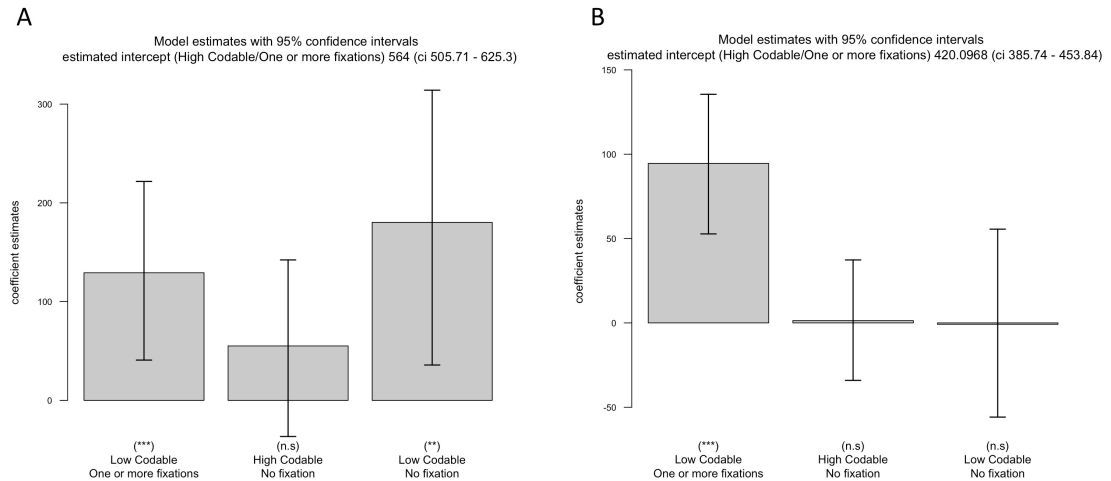 A
Model estimates with 95% confidence intervals
estimated intercept (High Codable/One or more fixations) 564 (ci 505.71 - 625.3)
300
200
100
0
coefficient estimates
(***)
Low Codable
One or more fixations
(n.s)
High Codable
No fixation
(**)
Low Codable
No fixation
B
Model estimates with 95% confidence intervals
estimated intercept (High Codable/One or more fixations) 420.0968 (ci 385.74 - 453.84)
150
100
50
0
-50
coefficient estimates
(***)
Low Codable
One or more fixations
(n.s)
High Codable
No fixation
(n.s)
Low Codable
No fixation